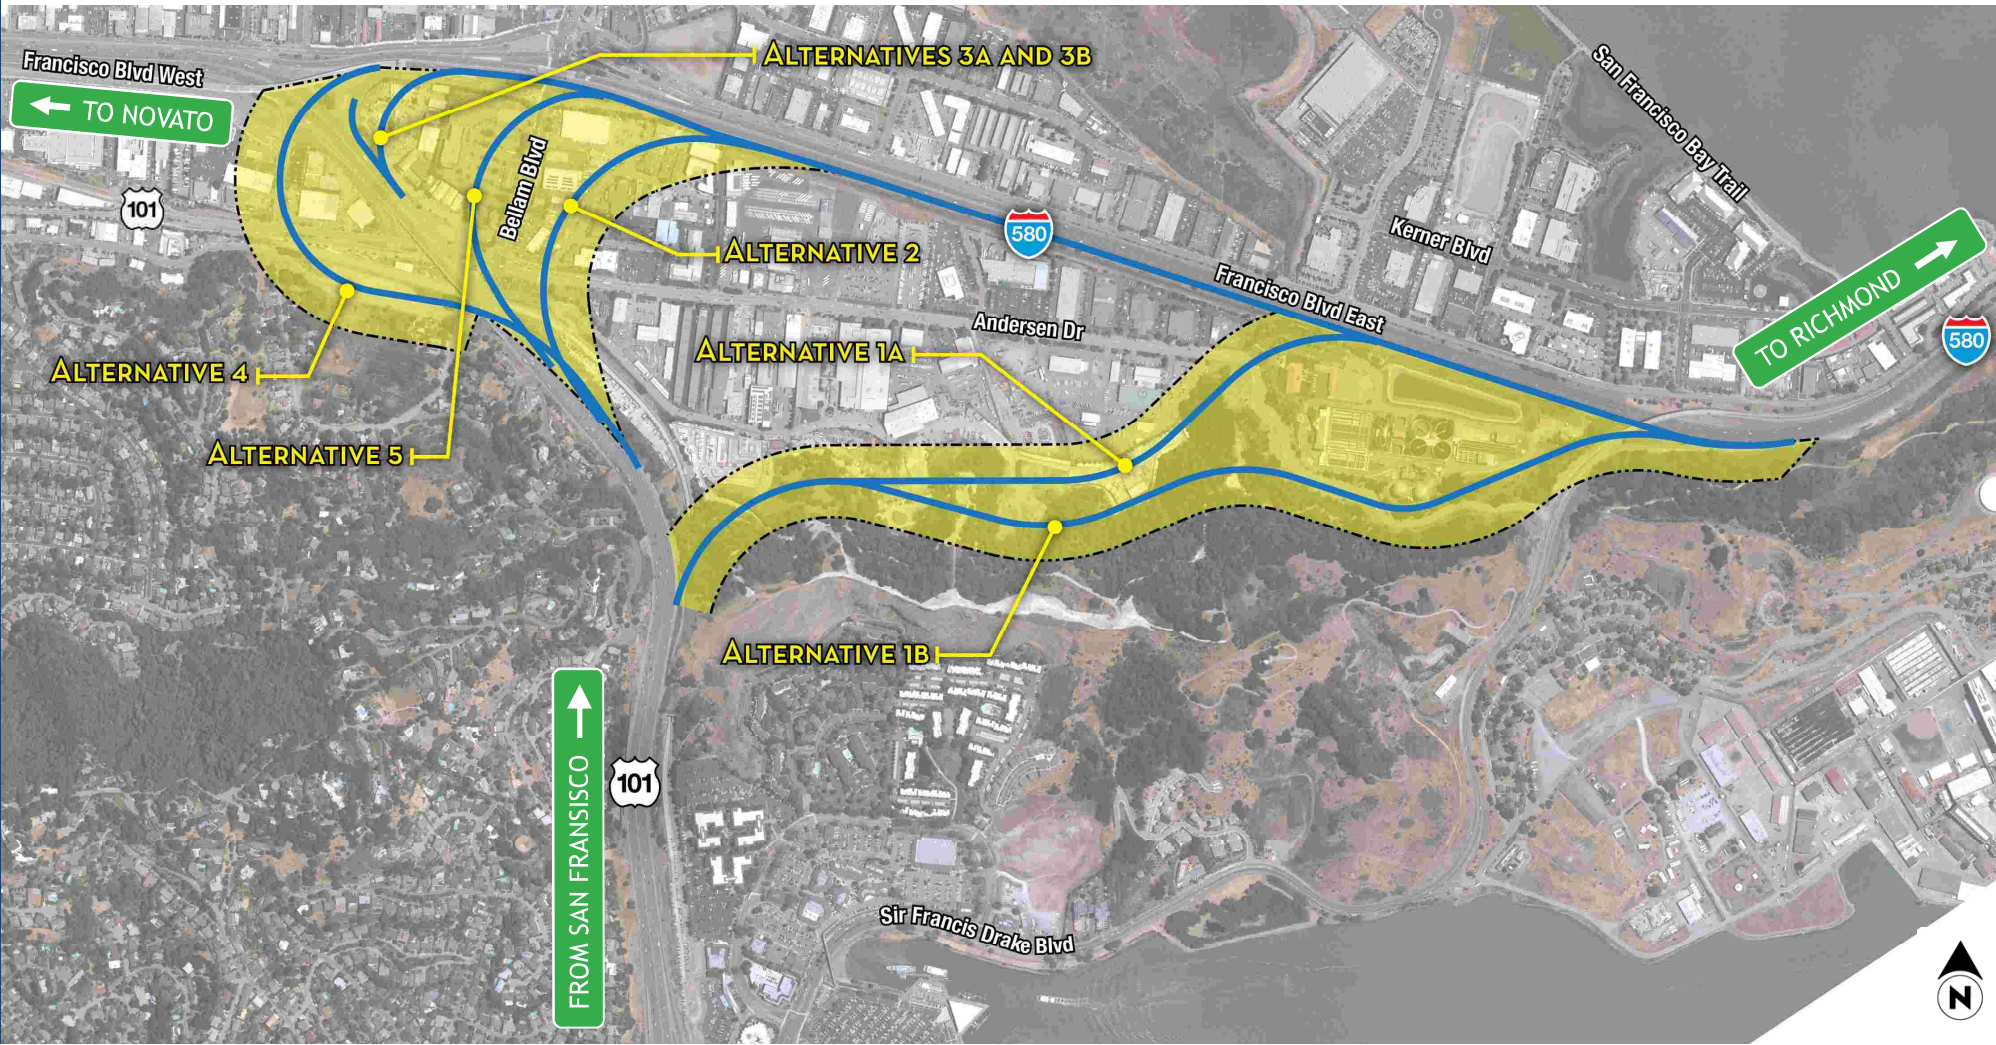 ALTERNATIVES 3A AND 3B
Francisco Blvd West
TO NOVATO
San Francisco Bay Trail
Bellam Blvd
101
580
Kerner Blvd
ALTERNATIVE 2
TO RICHMOND
580
Francisco Blvd East
Andersen Dr
ALTERNATIVE 1A
ALTERNATIVE 4
ALTERNATIVE 5
ALTERNATIVE 1B
FROM SAN FRANSISCO
101
Sir Francis Drake Blvd
N